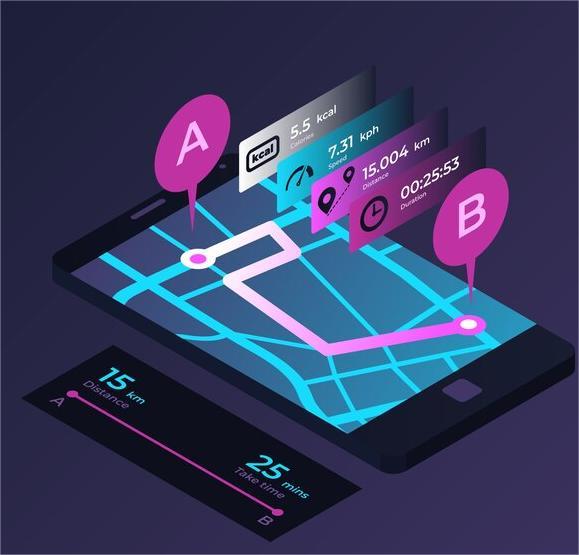 A
kcal
5.5 kcal
Calories
7.31 kph
Speed
15.004 km
Distance
00:25:53
Duration
B
15 km
Distance
A
25 mins
Take time
B